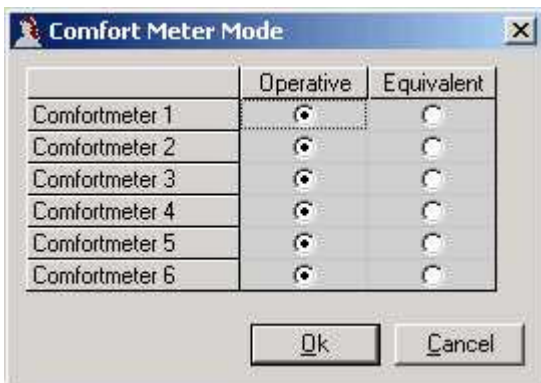 Comfort Meter Mode
Operative Equivalent
Comfortmeter 1
Comfortmeter 2
Comfortmeter 3
Comfortmeter 4
Comfortmeter 5
Comfortmeter 6
Ok Cancel